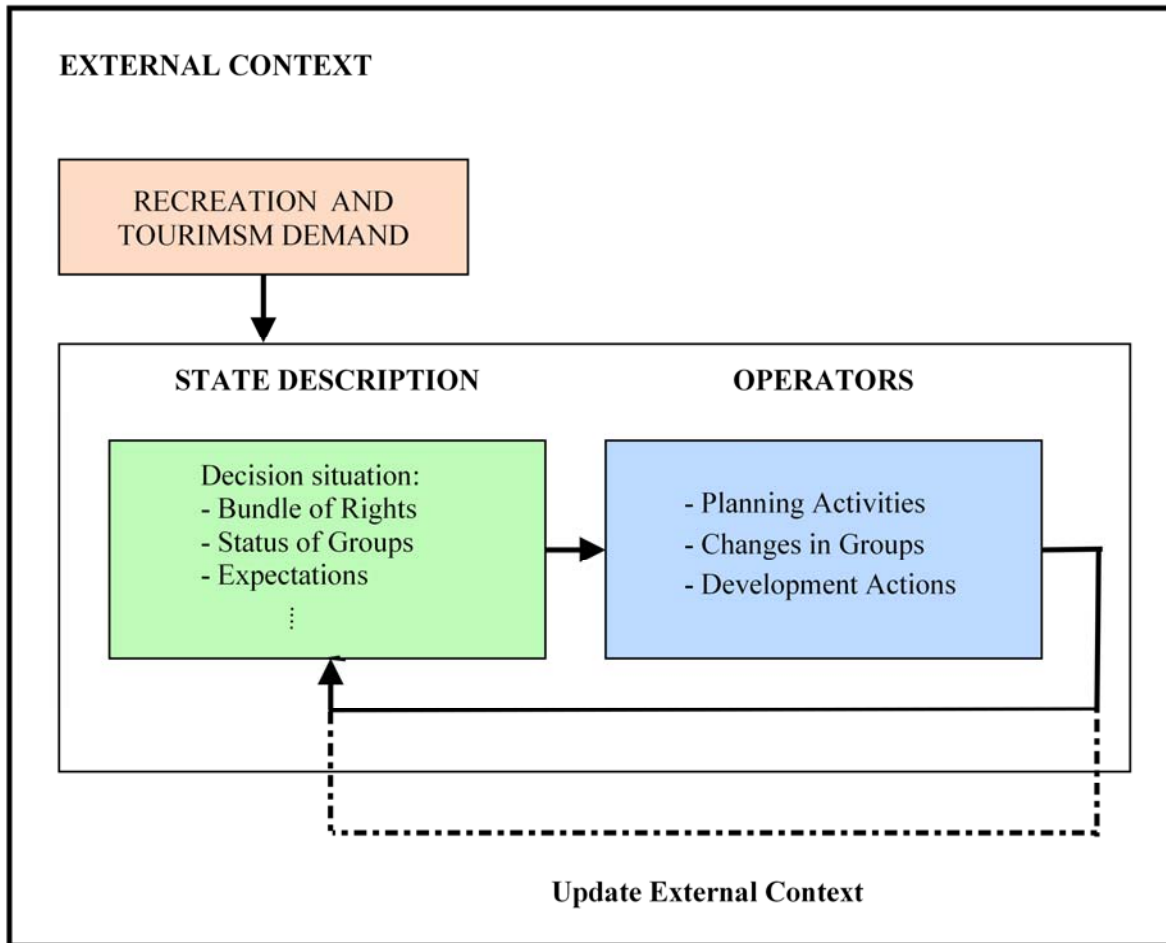 EXTERNAL CONTEXT
RECREATION AND
TOURIMSM DEMAND
STATE DESCRIPTION
OPERATORS
Decision situation:
- Bundle of Rights
- Status of Groups
- Expectations
⋮
- Planning Activities
- Changes in Groups
- Development Actions
Update External Context